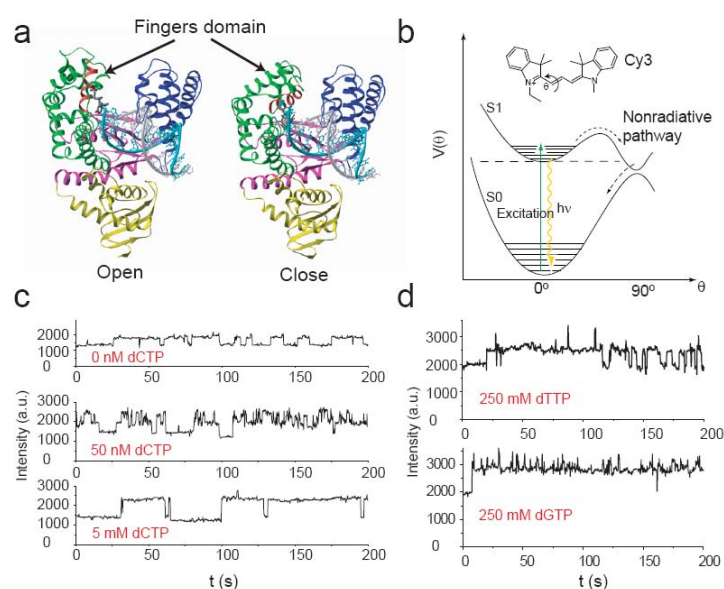 a
Fingers domain
Open
Close
b
Cy3
θ
N
N
S1
Nonradiative
pathway
V(θ)
S0
Excitation
hν
0°
90°
θ
c
Intensity (a.u.)
2000
1000
0
0 nM dCTP
0
50
100
150
200
3000
2000
1000
0
50 nM dCTP
0
50
100
150
200
3000
2000
1000
0
5 mM dCTP
0
50
100
150
200
t (s)
d
Intensity (a.u.)
3000
2000
1000
0
250 mM dTTP
0
50
100
150
200
3000
2000
1000
0
250 mM dGTP
0
50
100
150
200
t (s)